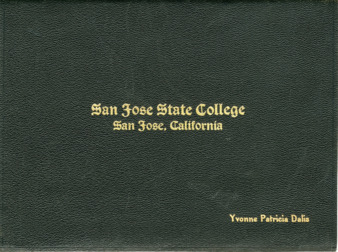 San Jose State College
San Jose, California
Yvonne Patricia Dalis